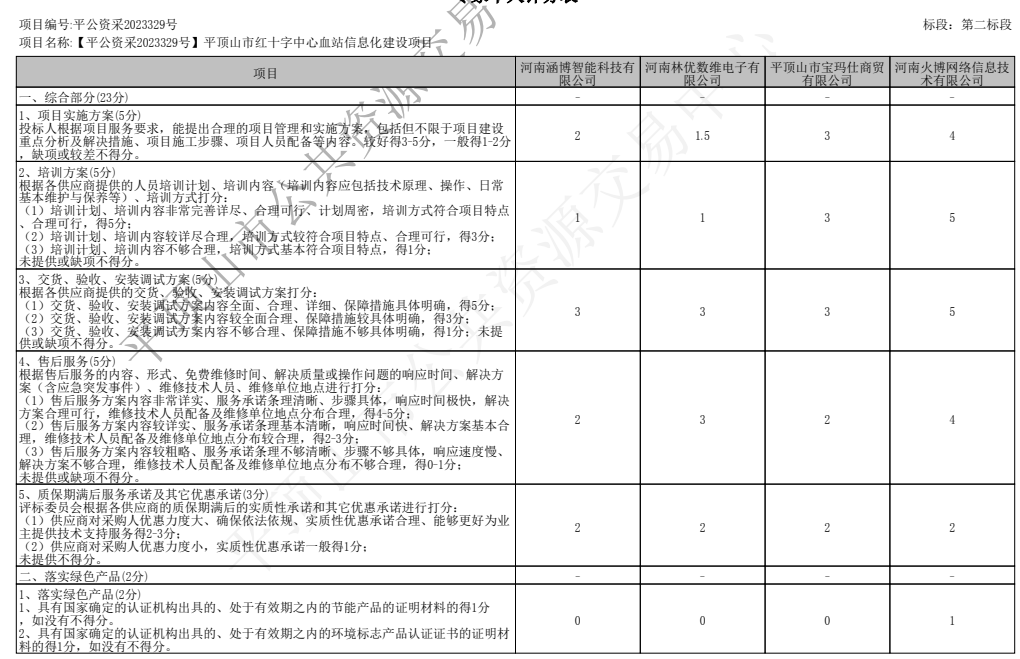 项目编号:平公资采2023329号
标段：第二标段
项目名称:【平公资采2023329号】平顶山市红十字中心血站信息化建设项目
项目
河南涵博智能科技有
限公司
河南林优数维电子有
限公司
平顶山市宝玛仕商贸
有限公司
河南火博网络信息技
术有限公司
一、综合部分(23分)
- - - -
1、项目实施方案(5分)
投标人根据项目服务要求，能提出合理的项目管理和实施方案，包括但不限于项目建设
重点分析及解决措施、项目施工步骤、项目人员配备等内容。较好得3-5分，一般得1-2分
，缺项或较差不得分。
2 1.5 3 4
2、培训方案(5分)
根据各供应商提供的人员培训计划、培训内容（培训内容应包括技术原理、操作、日常
基本维护与保养等）、培训方式打分：
（1）培训计划、培训内容非常完善详尽、合理可行、计划周密，培训方式符合项目特点
、合理可行，得5分；
（2）培训计划、培训内容较详尽合理，培训方式较符合项目特点、合理可行，得3分；
（3）培训计划、培训内容不够合理，培训方式基本符合项目特点，得1分；
未提供或缺项不得分。
1 1 3 5
3、交货、验收、安装调试方案(5分)
根据各供应商提供的交货、验收、安装调试方案打分：
（1）交货、验收、安装调试方案内容全面、合理、详细、保障措施具体明确，得5分；
（2）交货、验收、安装调试方案内容较全面合理、保障措施较具体明确，得3分；
（3）交货、验收、安装调试方案内容不够合理、保障措施不够具体明确，得1分；未提
供或缺项不得分。
3 3 3 5
4、售后服务(5分)
根据售后服务的内容、形式、免费维修时间、解决质量或操作问题的响应时间、解决方
案（含应急突发事件）、维修技术人员、维修单位地点进行打分：
（1）售后服务方案内容非常详实、服务承诺条理清晰、步骤具体，响应时间极快，解决
方案合理可行，维修技术人员配备及维修单位地点分布合理，得4-5分；
（2）售后服务方案内容较详实、服务承诺条理基本清晰，响应时间快、解决方案基本合
理，维修技术人员配备及维修单位地点分布较合理，得2-3分；
（3）售后服务方案内容较粗略、服务承诺条理不够清晰、步骤不够具体，响应速度慢、
解决方案不够合理，维修技术人员配备及维修单位地点分布不够合理，得0-1分；
未提供或缺项不得分。
2 3 2 4
5、质保期满后服务承诺及其它优惠承诺(3分)
评标委员会根据各供应商的质保期满后的实质性承诺和其它优惠承诺进行打分：
（1）供应商对采购人优惠力度大、确保依法依规、实质性优惠承诺合理、能够更好为业
主提供技术支持服务得2-3分；
（2）供应商对采购人优惠力度小，实质性优惠承诺一般得1分；
未提供不得分。
2 2 2 2
二、落实绿色产品(2分)
- - - -
1、落实绿色产品(2分)
1、具有国家确定的认证机构出具的、处于有效期之内的节能产品的证明材料的得1分
，如没有不得分。
2、具有国家确定的认证机构出具的、处于有效期之内的环境标志产品认证证书的证明材
料的得1分，如没有不得分。
0 0 0 1